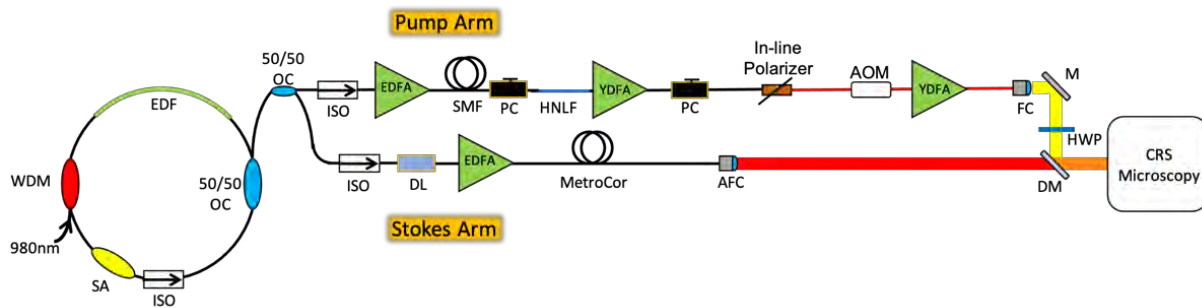 Pump Arm
50/50
OC
ISO
EDFA
SMF
PC
HNLF
YDFA
PC
In-line
Polarizer
AOM
YDFA
FC
M
HWP
EDF
WDM
50/50
OC
980nm
SA
ISO
ISO
DL
EDFA
MetroCor
AFC
DM
CRS
Microscopy
Stokes Arm